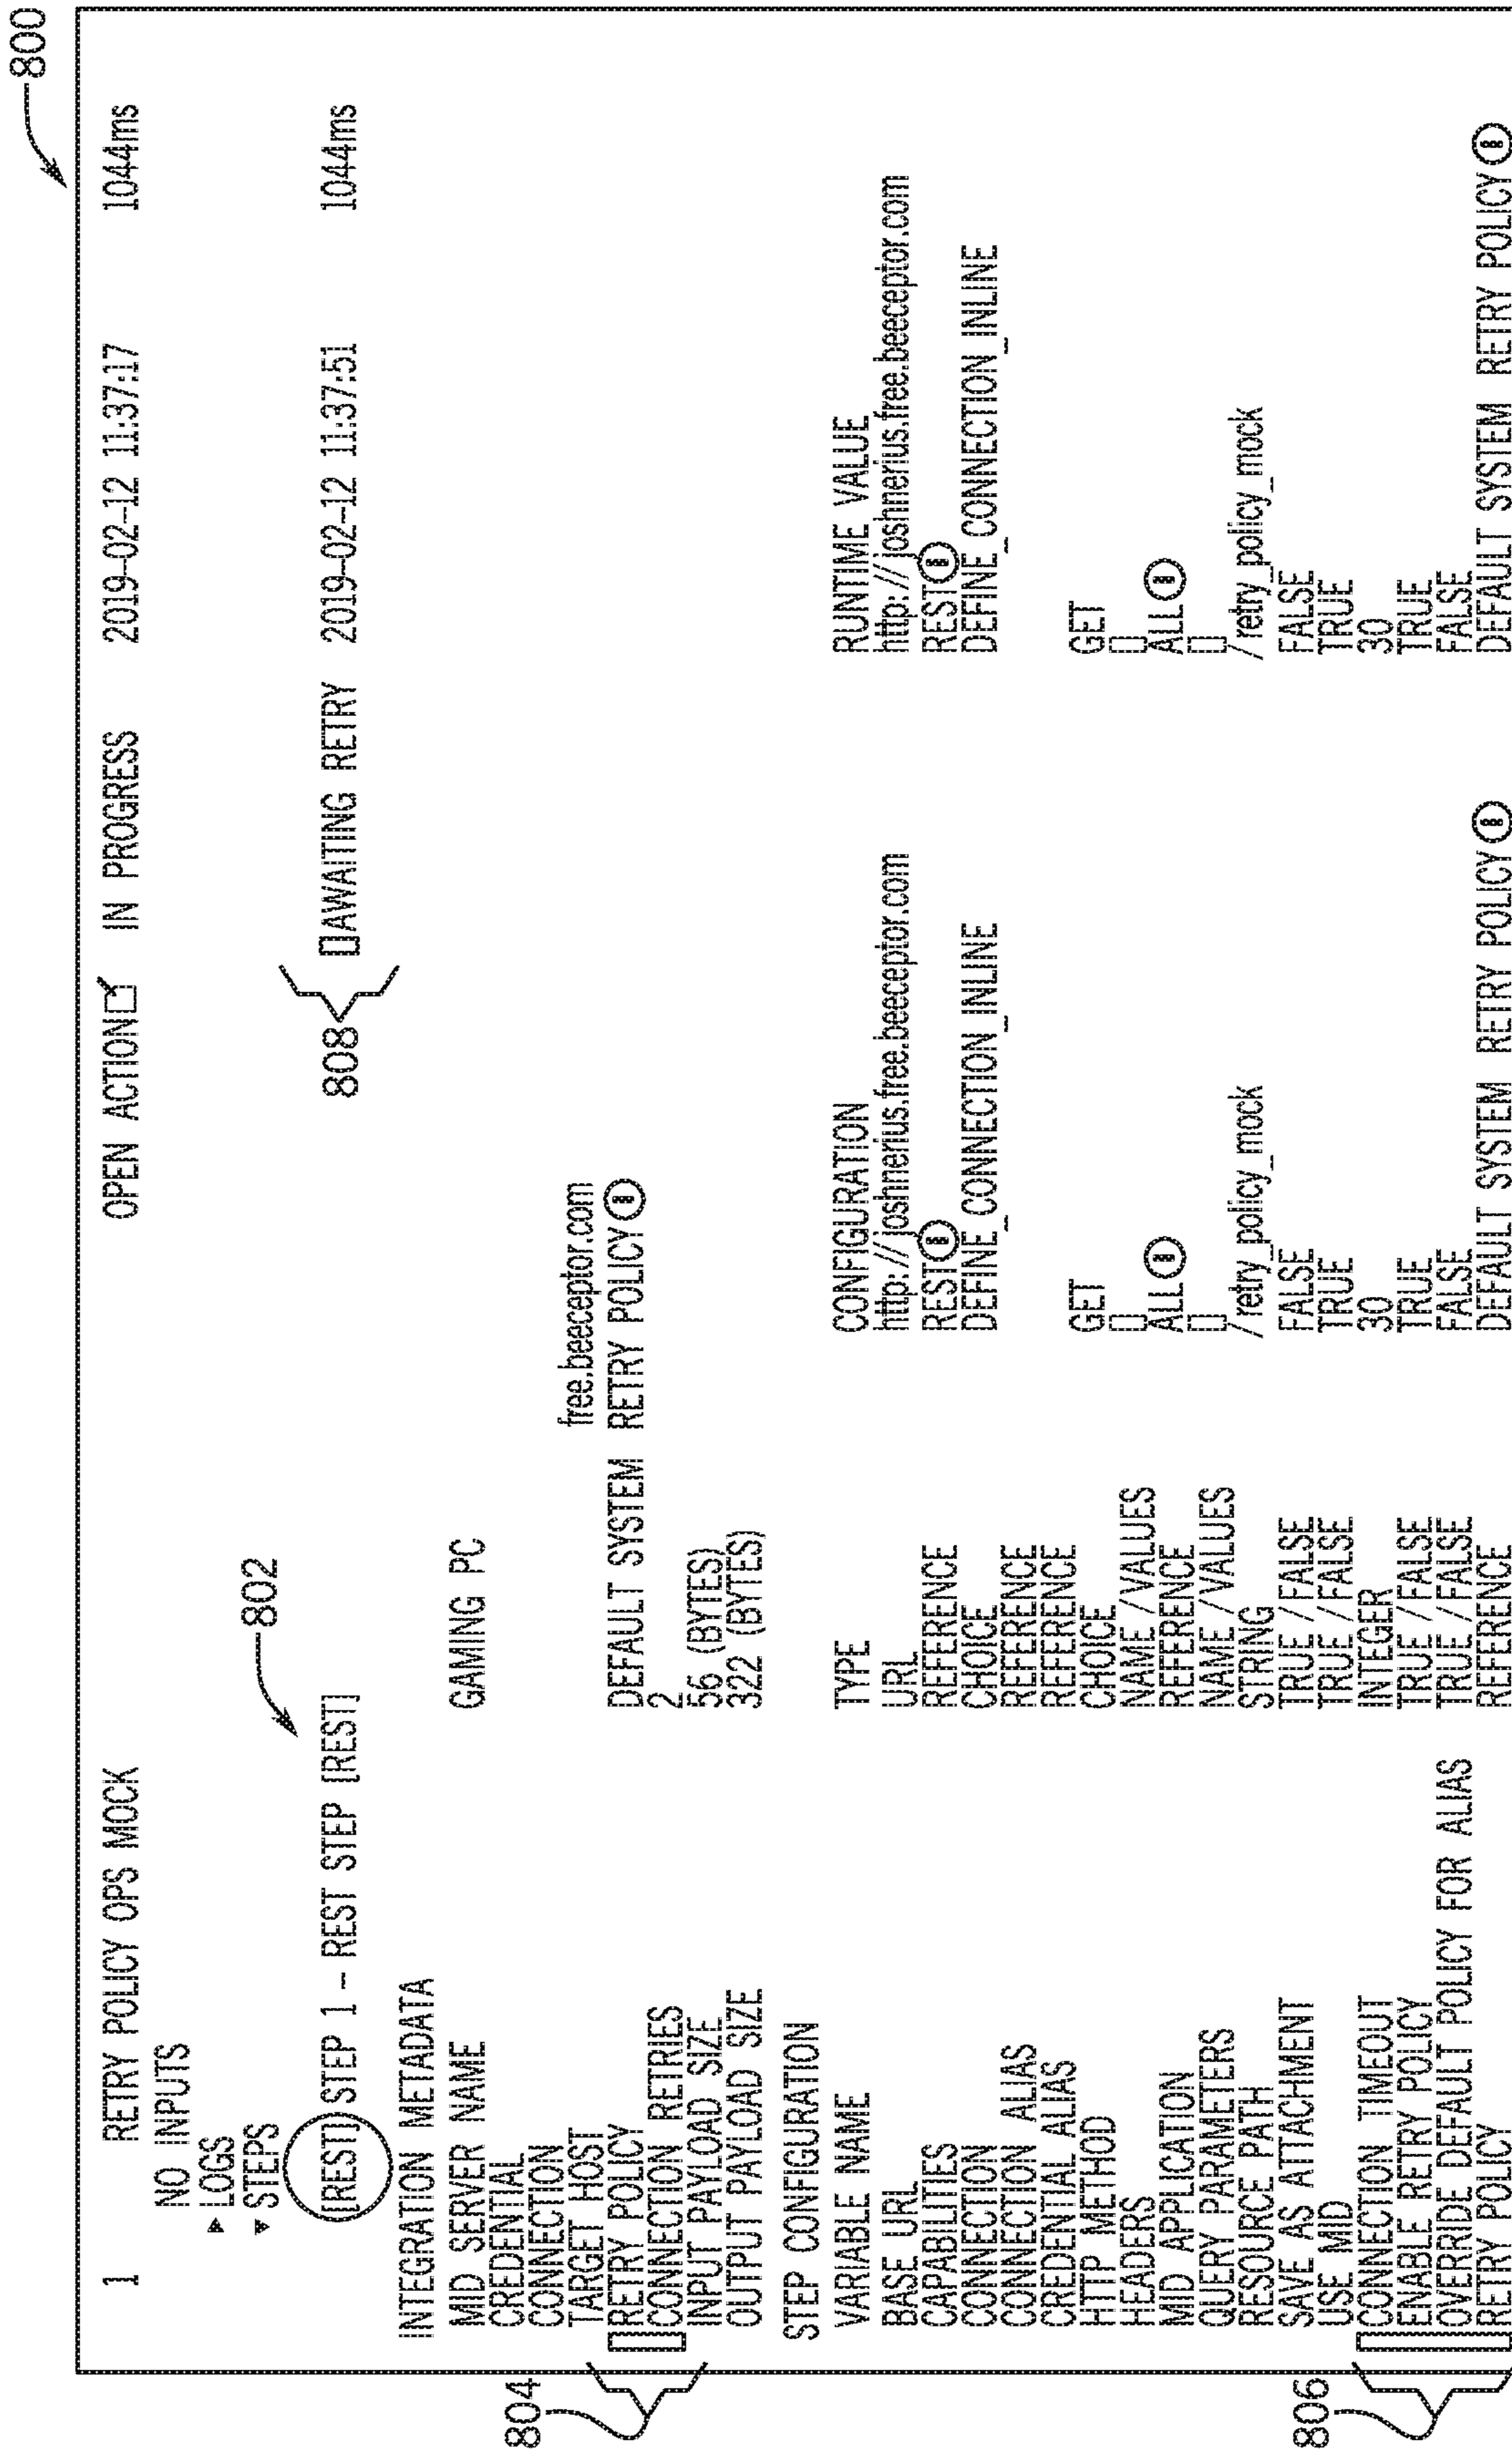 800
1 RETRY POLICY OPS MOCK OPEN ACTION IN PROGRESS 2019-02-12 11:37:17 1044ms
NO INPUTS
LOGS
STEPS
802
[REST] STEP 1 - REST STEP [REST] 808 AWAITING RETRY 2019-02-12 11:37:51 1044ms
INTEGRATION METADATA
MID SERVER NAME GAMING PC
CREDENTIAL
CONNECTION
TARGET HOST free.beeceptor.com
804
RETRY POLICY DEFAULT SYSTEM RETRY POLICY
CONNECTION RETRIES 2
INPUT PAYLOAD SIZE 56 (BYTES)
OUTPUT PAYLOAD SIZE 322 (BYTES)
STEP CONFIGURATION
VARIABLE NAME TYPE CONFIGURATION RUNTIME VALUE
BASE URL URL http://joshnerius.free.beeceptor.com http://joshnerius.free.beeceptor.com
CAPABILITIES REFERENCE REST REST
CONNECTION CHOICE DEFINE_CONNECTION_INLINE DEFINE_CONNECTION_INLINE
CONNECTION ALIAS REFERENCE
CREDENTIAL ALIAS REFERENCE
HTTP METHOD CHOICE GET GET
HEADERS NAME/VALUES
MID APPLICATION REFERENCE ALL ALL
QUERY PARAMETERS NAME/VALUES
RESOURCE PATH STRING /retry_policy_mock /retry_policy_mock
SAVE AS ATTACHMENT TRUE/FALSE FALSE FALSE
USE MID TRUE/FALSE TRUE TRUE
806
CONNECTION TIMEOUT INTEGER 30 30
ENABLE RETRY POLICY TRUE/FALSE TRUE TRUE
OVERRIDE DEFAULT POLICY FOR ALIAS TRUE/FALSE FALSE FALSE
RETRY POLICY REFERENCE DEFAULT SYSTEM RETRY POLICY DEFAULT SYSTEM RETRY POLICY